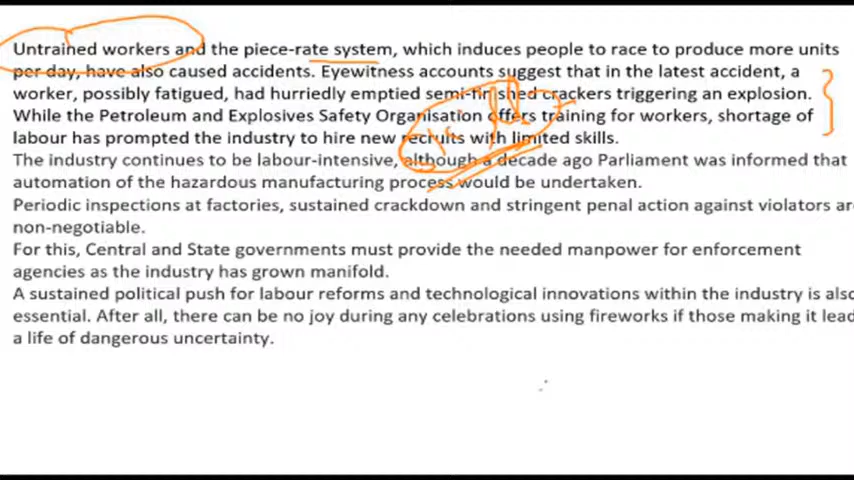 Untrained workers and the piece-rate system, which induces people to race to produce more units
per day, have also caused accidents. Eyewitness accounts suggest that in the latest accident, a
worker, possibly fatigued, had hurriedly emptied semi-finished crackers triggering an explosion.
While the Petroleum and Explosives Safety Organisation offers training for workers, shortage of
labour has prompted the industry to hire new recruits with limited skills.
The industry continues to be labour-intensive, although a decade ago Parliament was informed that
automation of the hazardous manufacturing process would be undertaken.
Periodic inspections at factories, sustained crackdown and stringent penal action against violators are
non-negotiable.
For this, Central and State governments must provide the needed manpower for enforcement
agencies as the industry has grown manifold.
A sustained political push for labour reforms and technological innovations within the industry is also
essential. After all, there can be no joy during any celebrations using fireworks if those making it lead
a life of dangerous uncertainty.